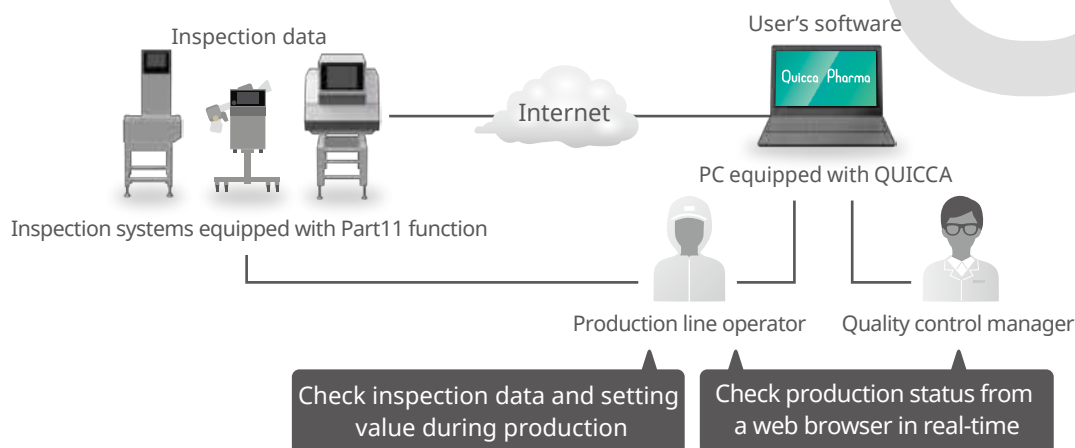 Inspection data
User's software
Quicca Pharma
Internet
PC equipped with QUICCA
Inspection systems equipped with Part11 function
Production line operator
Quality control manager
Check inspection data and setting
value during production
Check production status from
a web browser in real-time